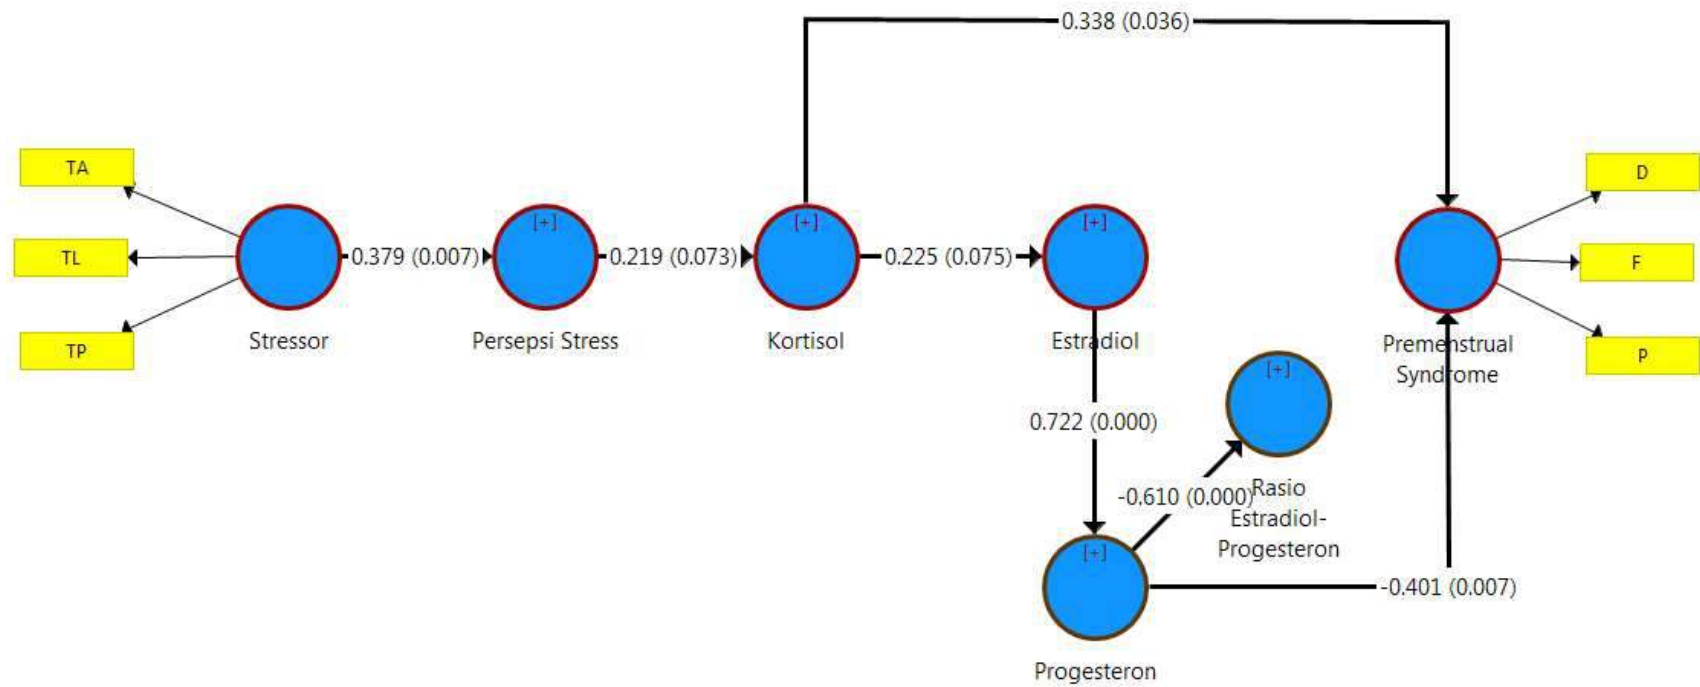 0.338 (0.036)
TA
TL
TP
D
F
P
[+]
[+]
[+]
0.379 (0.007)
0.219 (0.073)
0.225 (0.075)
Stressor
Persepsi Stress
Kortisol
Estradiol
Premenstrual
Syndrome
[+]
0.722 (0.000)
-0.610 (0.000)
Rasio
Estradiol-
Progesteron
[+]
-0.401 (0.007)
Progesteron